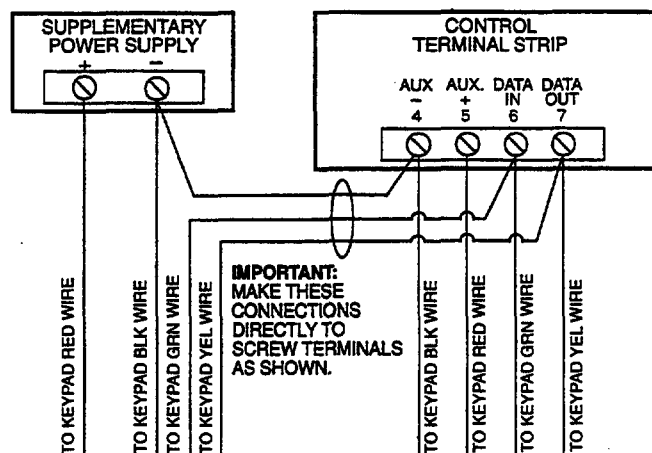 SUPPLEMENTARY
POWER SUPPLY
+ −
CONTROL
TERMINAL STRIP
AUX AUX. DATA DATA
− + IN OUT
4 5 6 7
IMPORTANT:
MAKE THESE
CONNECTIONS
DIRECTLY TO
SCREW TERMINALS
AS SHOWN.
TO KEYPAD RED WIRE
TO KEYPAD BLK WIRE
TO KEYPAD GRN WIRE
TO KEYPAD YEL WIRE
TO KEYPAD BLK WIRE
TO KEYPAD RED WIRE
TO KEYPAD GRN WIRE
TO KEYPAD YEL WIRE